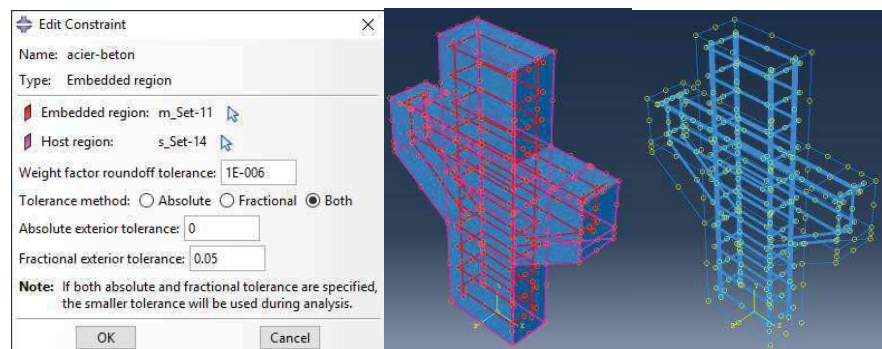 Edit Constraint
Name: acier-beton
Type: Embedded region
Embedded region: m_Set-11
Host region: s_Set-14
Weight factor roundoff tolerance: 1E-006
Tolerance method: Absolute Fractional Both
Absolute exterior tolerance: 0
Fractional exterior tolerance: 0.05
Note: If both absolute and fractional tolerance are specified,
the smaller tolerance will be used during analysis.
OK Cancel